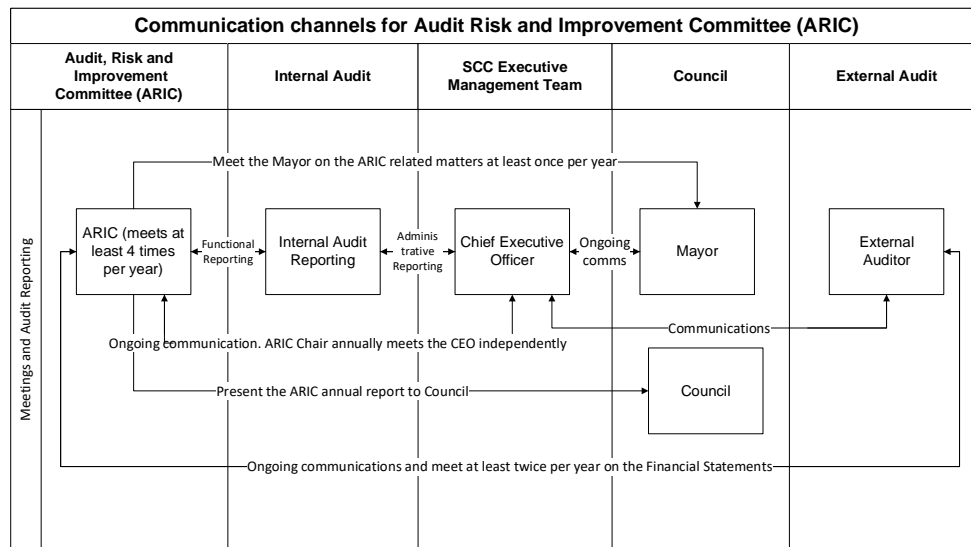 Communication channels for Audit Risk and Improvement Committee (ARIC)
Audit, Risk and
Improvement
Committee (ARIC)
Internal Audit
SCC Executive
Management Team
Council
External Audit
Meetings and Audit Reporting
Meet the Mayor on the ARIC related matters at least once per year
ARIC (meets at
least 4 times
per year)
Functional
Reporting
Internal Audit
Reporting
Adminis
trative
Reporting
Chief Executive
Officer
Ongoing
comms
Mayor
External
Auditor
Communications
Ongoing communication. ARIC Chair annually meets the CEO independently
Present the ARIC annual report to Council
Council
Ongoing communications and meet at least twice per year on the Financial Statements